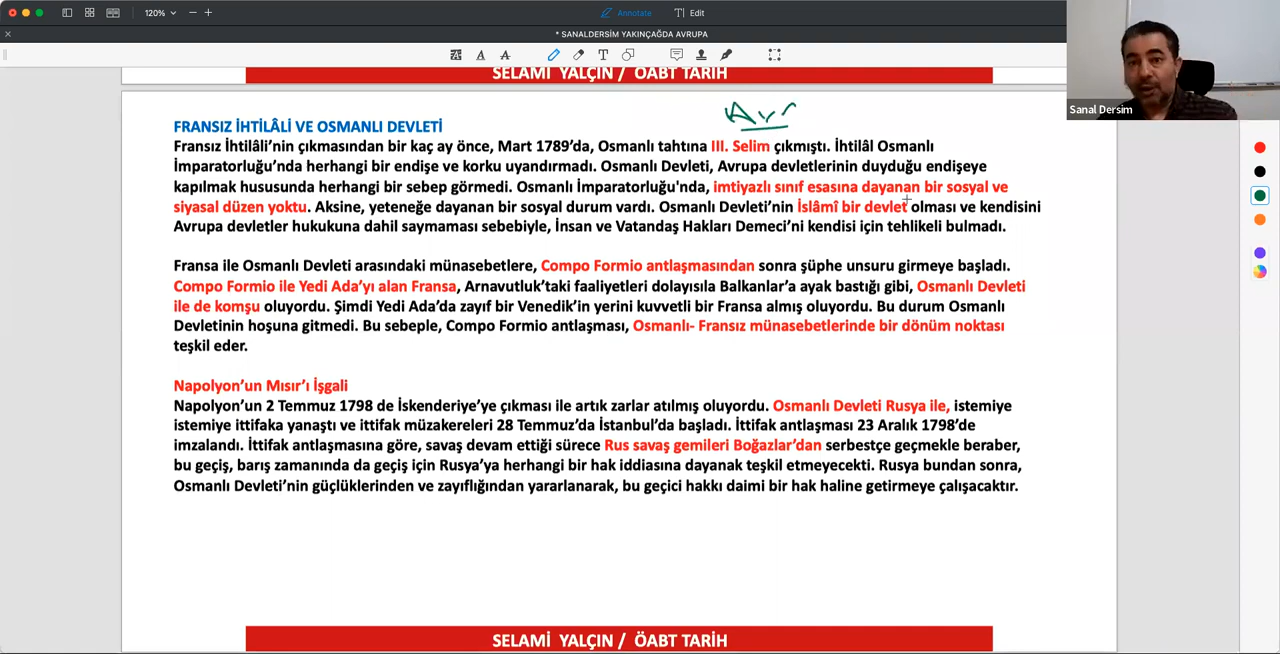 120%
Annotate
Edit
* SANALDERSİM YAKINÇAĞDA AVRUPA
SELAMİ YALÇIN / ÖABT TARİH
Sanal Dersim
FRANSIZ İHTİLÂLİ VE OSMANLI DEVLETİ
Fransız İhtilâli’nin çıkmasından bir kaç ay önce, Mart 1789’da, Osmanlı tahtına III. Selim çıkmıştı. İhtilâl Osmanlı
İmparatorluğu’nda herhangi bir endişe ve korku uyandırmadı. Osmanlı Devleti, Avrupa devletlerinin duyduğu endişeye
kapılmak hususunda herhangi bir sebep görmedi. Osmanlı İmparatorluğu'nda, imtiyazlı sınıf esasına dayanan bir sosyal ve
siyasal düzen yoktu. Aksine, yeteneğe dayanan bir sosyal durum vardı. Osmanlı Devleti’nin İslâmî bir devlet olması ve kendisini
Avrupa devletler hukukuna dahil saymaması sebebiyle, İnsan ve Vatandaş Hakları Demeci’ni kendisi için tehlikeli bulmadı.
Fransa ile Osmanlı Devleti arasındaki münasebetlere, Compo Formio antlaşmasından sonra şüphe unsuru girmeye başladı.
Compo Formio ile Yedi Ada’yı alan Fransa, Arnavutluk’taki faaliyetleri dolayısıla Balkanlar’a ayak bastığı gibi, Osmanlı Devleti
ile de komşu oluyordu. Şimdi Yedi Ada’da zayıf bir Venedik’in yerini kuvvetli bir Fransa almış oluyordu. Bu durum Osmanlı
Devletinin hoşuna gitmedi. Bu sebeple, Compo Formio antlaşması, Osmanlı- Fransız münasebetlerinde bir dönüm noktası
teşkil eder.
Napolyon’un Mısır’ı İşgali
Napolyon’un 2 Temmuz 1798 de İskenderiye’ye çıkması ile artık zarlar atılmış oluyordu. Osmanlı Devleti Rusya ile, istemiye
istemiye ittifaka yanaştı ve ittifak müzakereleri 28 Temmuz’da İstanbul’da başladı. İttifak antlaşması 23 Aralık 1798’de
imzalandı. İttifak antlaşmasına göre, savaş devam ettiği sürece Rus savaş gemileri Boğazlar’dan serbestçe geçmekle beraber,
bu geçiş, barış zamanında da geçiş için Rusya’ya herhangi bir hak iddiasına dayanak teşkil etmeyecekti. Rusya bundan sonra,
Osmanlı Devleti’nin güçlüklerinden ve zayıflığından yararlanarak, bu geçici hakkı daimi bir hak haline getirmeye çalışacaktır.
SELAMİ YALÇIN / ÖABT TARİH